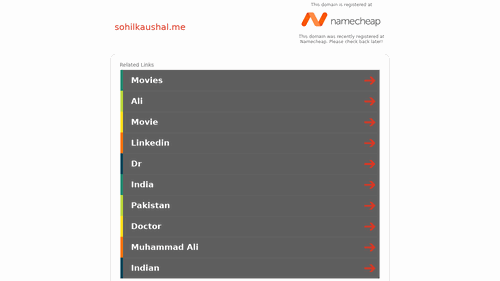 This domain is registered at
namecheap
sohilkaushal.me
This domain was recently registered at
Namecheap. Please check back later!
Related Links
Movies
Ali
Movie
Linkedin
Dr
India
Pakistan
Doctor
Muhammad Ali
Indian